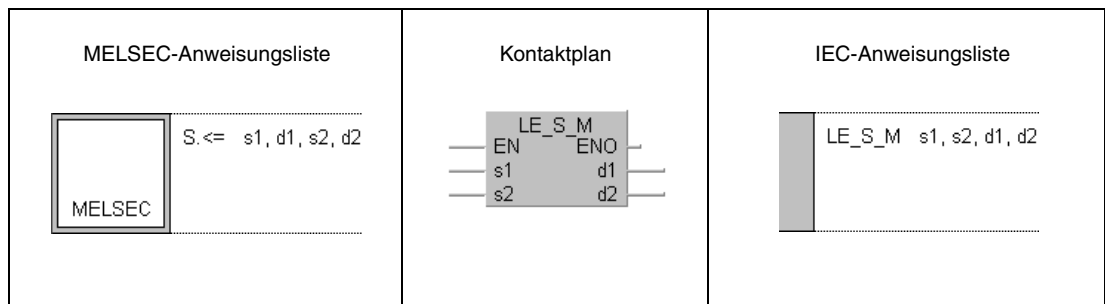 MELSEC-Anweisungsliste
Kontaktplan
IEC-Anweisungsliste
MELSEC
S.<= s1, d1, s2, d2
LE_S_M
EN ENO
s1 d1
s2 d2
LE_S_M s1, s2, d1, d2